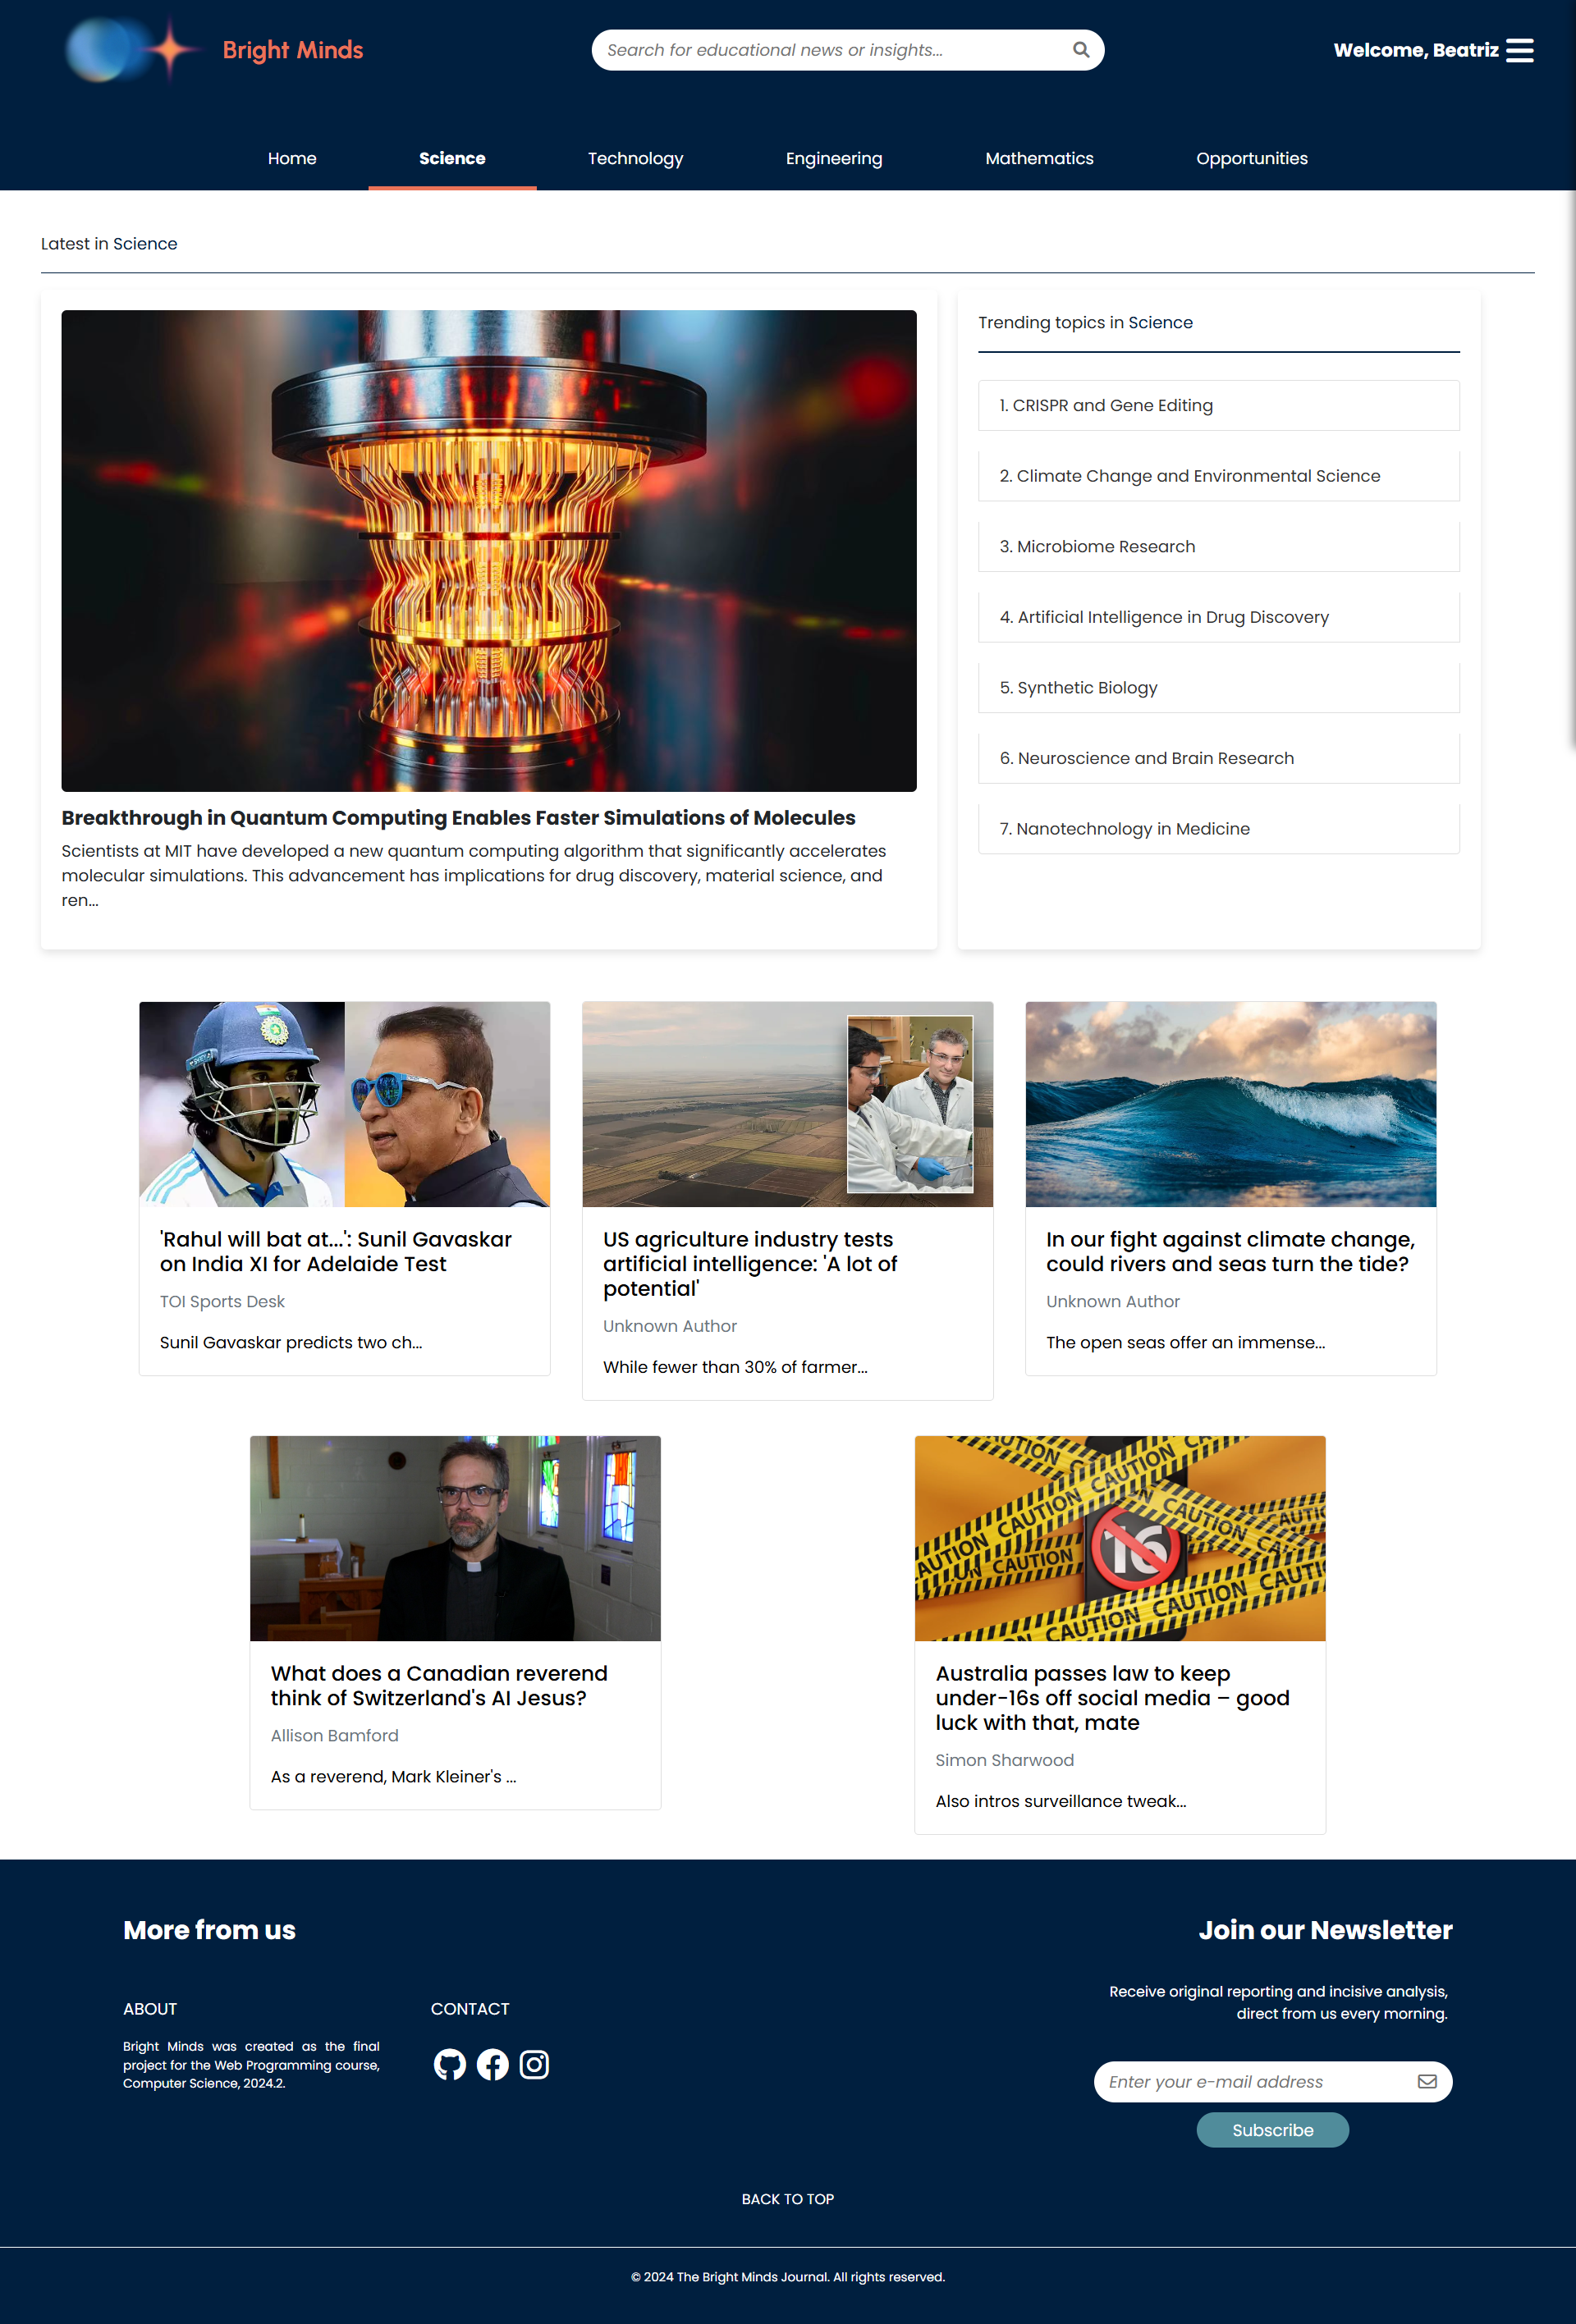 Bright Minds
Search for educational news or insights...
Welcome, Beatriz
Home
Science
Technology
Engineering
Mathematics
Opportunities
Latest in Science
Trending topics in Science
1. CRISPR and Gene Editing
2. Climate Change and Environmental Science
3. Microbiome Research
4. Artificial Intelligence in Drug Discovery
5. Synthetic Biology
6. Neuroscience and Brain Research
7. Nanotechnology in Medicine
Breakthrough in Quantum Computing Enables Faster Simulations of Molecules
Scientists at MIT have developed a new quantum computing algorithm that significantly accelerates
molecular simulations. This advancement has implications for drug discovery, material science, and
ren...
'Rahul will bat at...': Sunil Gavaskar
on India XI for Adelaide Test
TOI Sports Desk
Sunil Gavaskar predicts two ch...
US agriculture industry tests
artificial intelligence: 'A lot of
potential'
Unknown Author
While fewer than 30% of farmer...
In our fight against climate change,
could rivers and seas turn the tide?
Unknown Author
The open seas offer an immense...
What does a Canadian reverend
think of Switzerland's AI Jesus?
Allison Bamford
As a reverend, Mark Kleiner's ...
CAUTION CAUTION CAUTION
CAUTION
16
CAUTION CAUTION
CAUTION CAUTION
Australia passes law to keep
under-16s off social media – good
luck with that, mate
Simon Sharwood
Also intros surveillance tweak...
More from us
ABOUT
Bright Minds was created as the final
project for the Web Programming course,
Computer Science, 2024.2.
CONTACT
Join our Newsletter
Receive original reporting and incisive analysis,
direct from us every morning.
Enter your e-mail address
Subscribe
BACK TO TOP
© 2024 The Bright Minds Journal. All rights reserved.